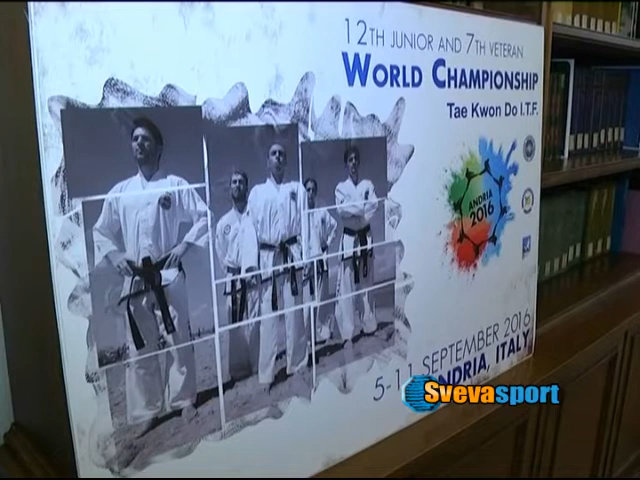 12TH JUNIOR AND 7TH VETERAN
WORLD CHAMPIONSHIP
TAE KWON DO I.T.F.
ANDRIA
2016
5-11 SEPTEMBER 2016
ANDRIA, ITALY
Svevasport